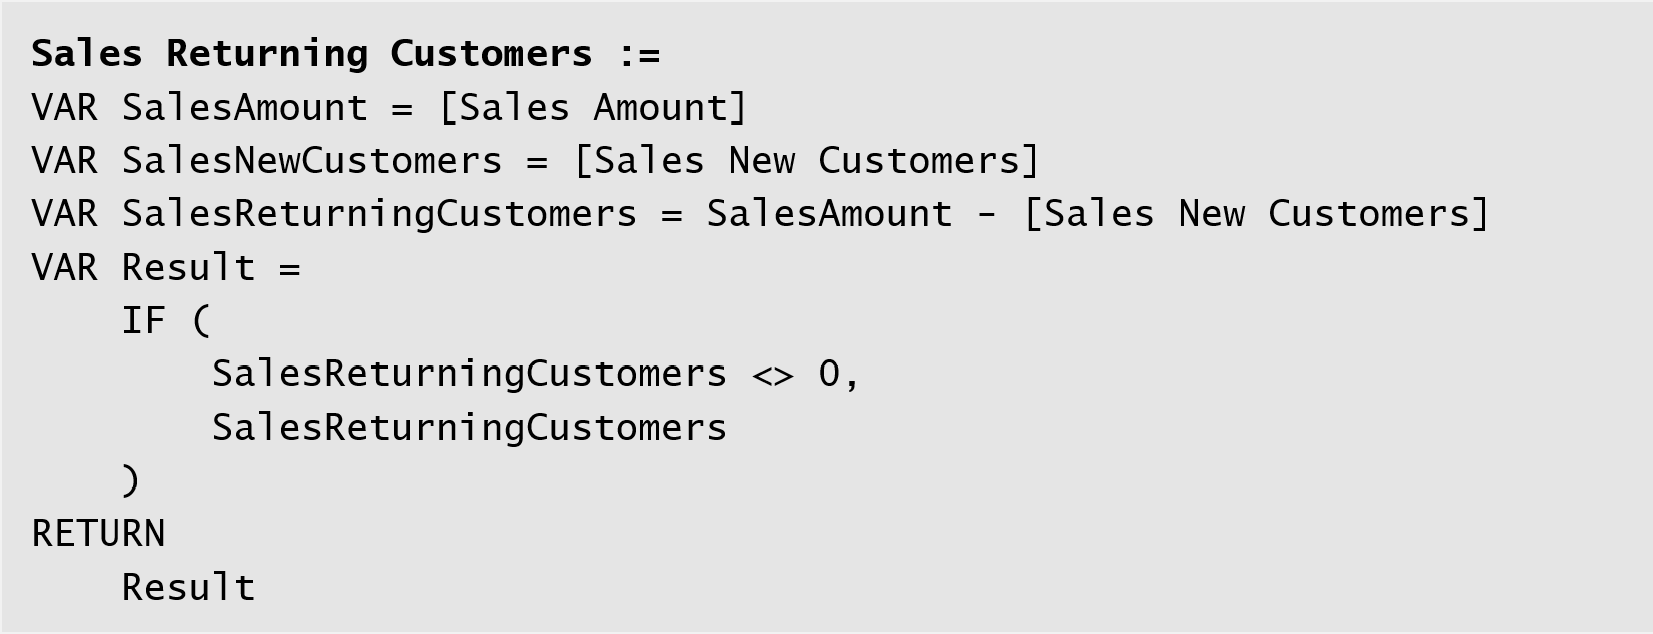 Sales Returning Customers :=
VAR SalesAmount = [Sales Amount]
VAR SalesNewCustomers = [Sales New Customers]
VAR SalesReturningCustomers = SalesAmount - [Sales New Customers]
VAR Result =
    IF (
        SalesReturningCustomers <> 0,
        SalesReturningCustomers
    )
RETURN
    Result